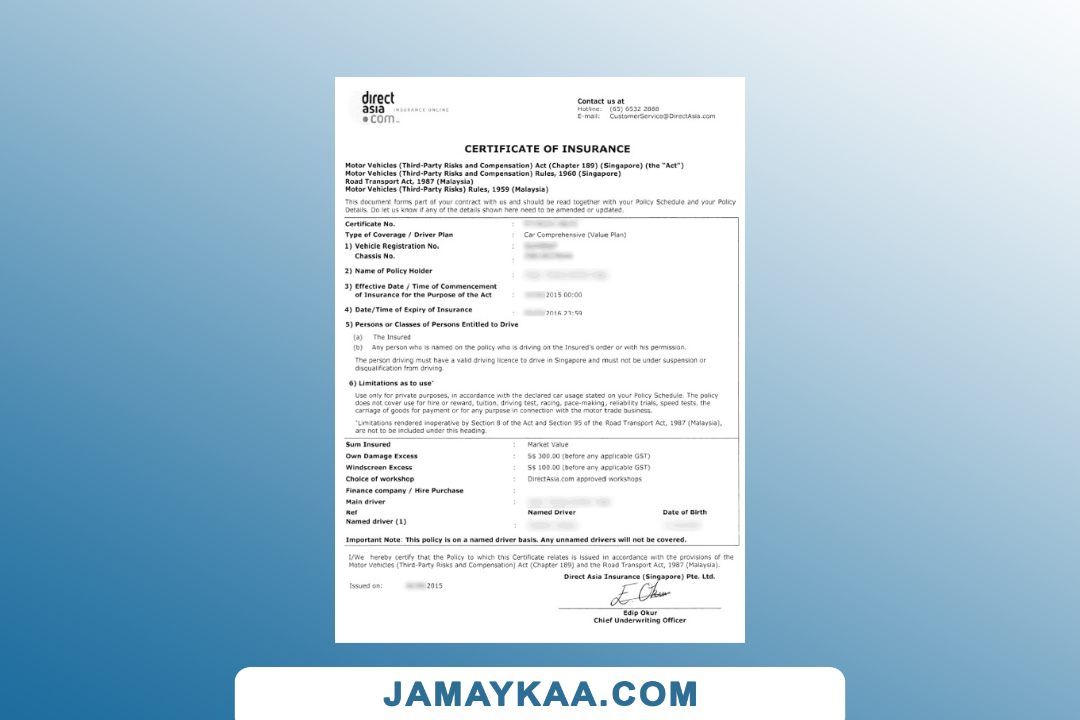 direct
asia INSURANCE ONLINE
.com
Contact us at
Hotline: (65) 6532 2888
E-mail: CustomerService@DirectAsia.com
CERTIFICATE OF INSURANCE
Motor Vehicles (Third-Party Risks and Compensation) Act (Chapter 189) (Singapore) (the "Act")
Motor Vehicles (Third-Party Risks and Compensation) Rules, 1960 (Singapore)
Road Transport Act, 1987 (Malaysia)
Motor Vehicles (Third-Party Risks) Rules, 1959 (Malaysia)
This document forms part of your contract with us and should be read together with your Policy Schedule and your Policy
Details. Do let us know if any of the details shown here need to be amended or updated.
Certificate No. :
Type of Coverage / Driver Plan : Car Comprehensive (Value Plan)
1) Vehicle Registration No. :
Chassis No. :
2) Name of Policy Holder :
3) Effective Date / Time of Commencement
of Insurance for the Purpose of the Act : 2015 00:00
4) Date/Time of Expiry of Insurance : 2016 23:59
5) Persons or Classes of Persons Entitled to Drive
(a) The Insured
(b) Any person who is named on the policy who is driving on the Insured's order or with his permission.
The person driving must have a valid driving licence to drive in Singapore and must not be under suspension or
disqualification from driving.
6) Limitations as to use*
Use only for private purposes, in accordance with the declared car usage stated on your Policy Schedule. The policy
does not cover use for hire or reward, tuition, driving test, racing, pace-making, reliability trials, speed tests, the
carriage of goods for payment or for any purpose in connection with the motor trade business.
*Limitations rendered inoperative by Section 8 of the Act and Section 95 of the Road Transport Act, 1987 (Malaysia),
are not to be included under this heading.
Sum Insured : Market Value
Own Damage Excess : S$ 300.00 (before any applicable GST)
Windscreen Excess : S$ 100.00 (before any applicable GST)
Choice of workshop : DirectAsia.com approved workshops
Finance company / Hire Purchase :
Main driver :
Ref Named Driver Date of Birth
Named driver (1) :
Important Note: This policy is on a named driver basis. Any unnamed drivers will not be covered.
I/We hereby certify that the Policy to which this Certificate relates is issued in accordance with the provisions of the
Motor Vehicles (Third-Party Risks and Compensation) Act (Chapter 189) and the Road Transport Act, 1987 (Malaysia).
Direct Asia Insurance (Singapore) Pte. Ltd.
Issued on: 2015
Edip Okur
Chief Underwriting Officer
JAMAYKAA.COM